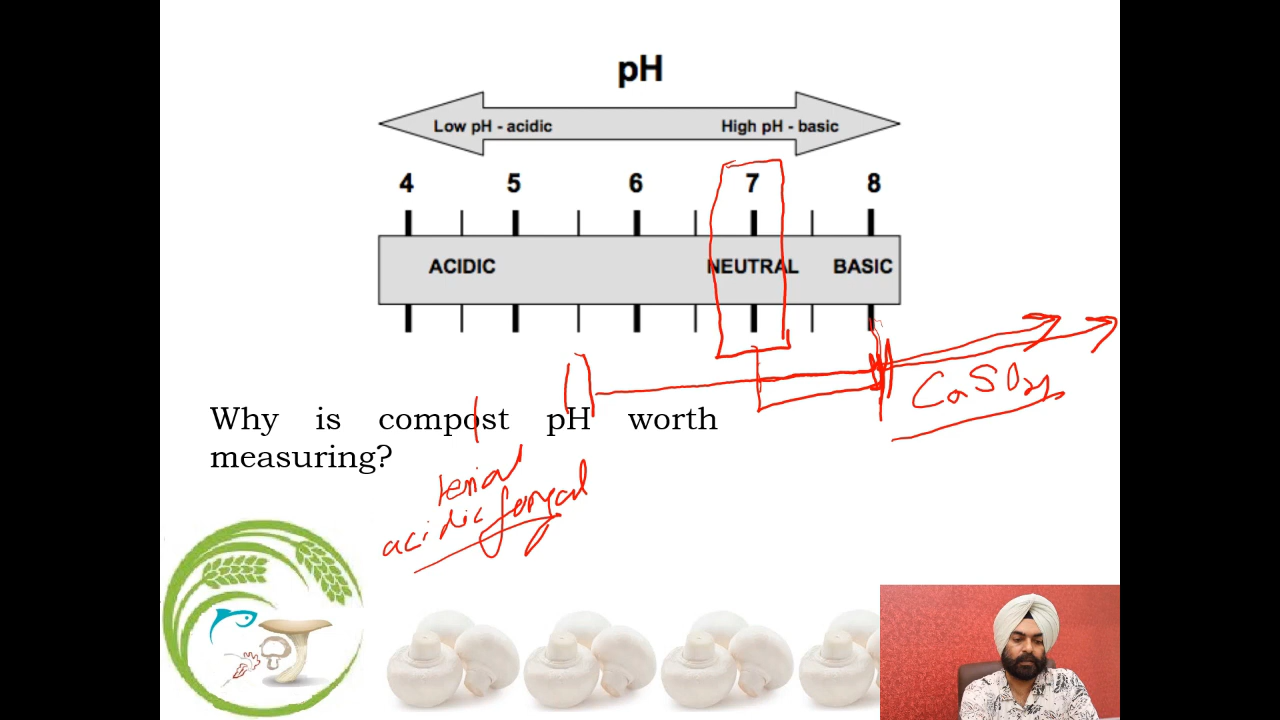 pH
Low pH - acidic High pH - basic
4 5 6 7 8
ACIDIC NEUTRAL BASIC
CaSO4
Why is compost pH worth
measuring?
acidic fungal